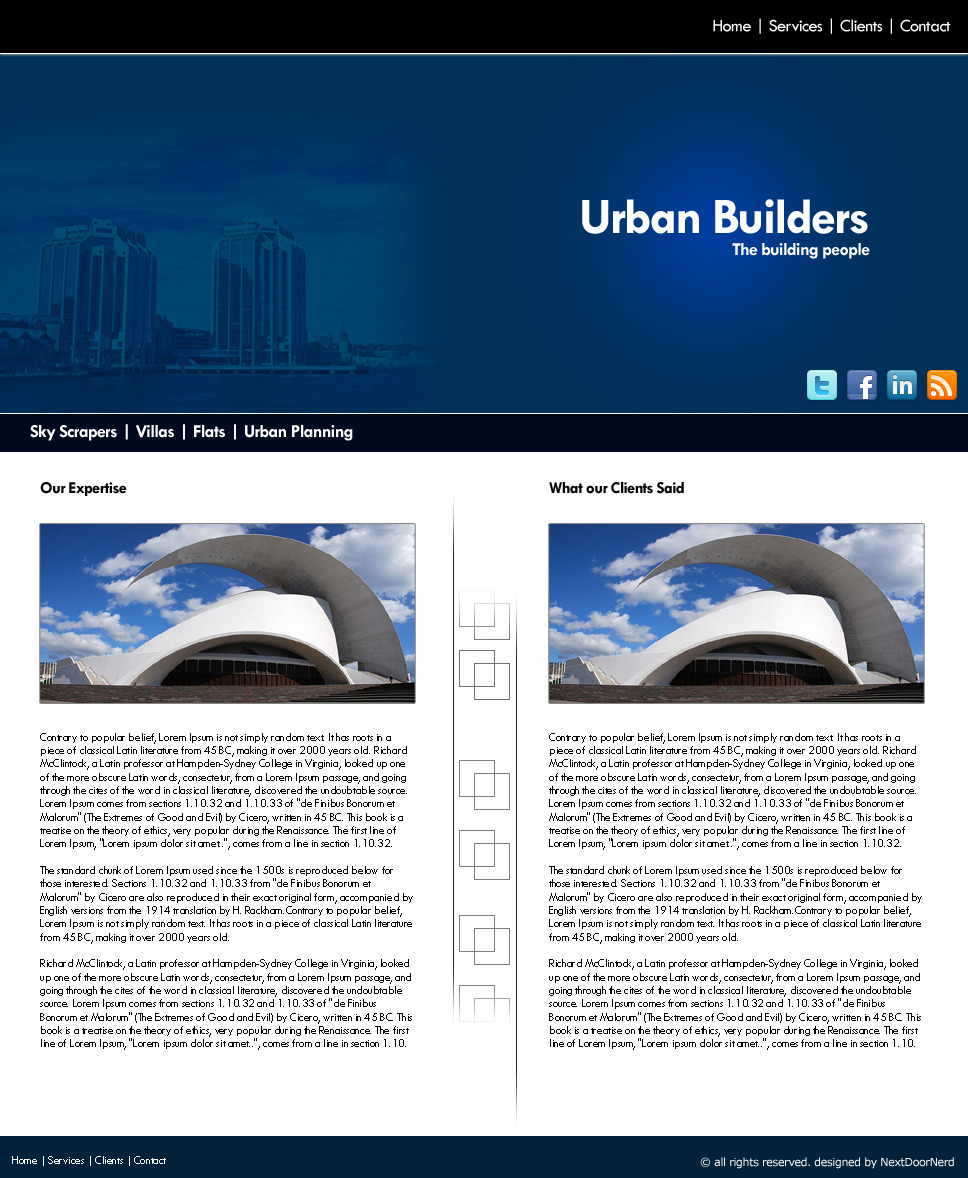 Home | Services | Clients | Contact
Urban Builders
The building people
t f in
Sky Scrapers | Villas | Flats | Urban Planning
Our Expertise
Contrary to popular belief, Lorem Ipsum is not simply random text. It has roots in a
piece of classical Latin literature from 45 BC, making it over 2000 years old. Richard
McClintock, a Latin professor at Hampden-Sydney College in Virginia, looked up one
of the more obscure Latin words, consectetur, from a Lorem Ipsum passage, and going
through the cites of the word in classical literature, discovered the undoubtable source.
Lorem Ipsum comes from sections 1.10.32 and 1.10.33 of "de Finibus Bonorum et
Malorum" (The Extremes of Good and Evil) by Cicero, written in 45 BC. This book is a
treatise on the theory of ethics, very popular during the Renaissance. The first line of
Lorem Ipsum, "Lorem ipsum dolor sit amet..", comes from a line in section 1.10.32.
The standard chunk of Lorem Ipsum used since the 1500s is reproduced below for
those interested. Sections 1.10.32 and 1.10.33 from "de Finibus Bonorum et
Malorum" by Cicero are also reproduced in their exact original form, accompanied by
English versions from the 1914 translation by H. Rackham.Contrary to popular belief,
Lorem Ipsum is not simply random text. It has roots in a piece of classical Latin literature
from 45 BC, making it over 2000 years old.
Richard McClintock, a Latin professor at Hampden-Sydney College in Virginia, looked
up one of the more obscure Latin words, consectetur, from a Lorem Ipsum passage, and
going through the cites of the word in classical literature, discovered the undoubtable
source. Lorem Ipsum comes from sections 1.10.32 and 1.10.33 of "de Finibus
Bonorum et Malorum" (The Extremes of Good and Evil) by Cicero, written in 45 BC. This
book is a treatise on the theory of ethics, very popular during the Renaissance. The first
line of Lorem Ipsum, "Lorem ipsum dolor sit amet..", comes from a line in section 1.10.
What our Clients Said
Contrary to popular belief, Lorem Ipsum is not simply random text. It has roots in a
piece of classical Latin literature from 45 BC, making it over 2000 years old. Richard
McClintock, a Latin professor at Hampden-Sydney College in Virginia, looked up one
of the more obscure Latin words, consectetur, from a Lorem Ipsum passage, and going
through the cites of the word in classical literature, discovered the undoubtable source.
Lorem Ipsum comes from sections 1.10.32 and 1.10.33 of "de Finibus Bonorum et
Malorum" (The Extremes of Good and Evil) by Cicero, written in 45 BC. This book is a
treatise on the theory of ethics, very popular during the Renaissance. The first line of
Lorem Ipsum, "Lorem ipsum dolor sit amet..", comes from a line in section 1.10.32.
The standard chunk of Lorem Ipsum used since the 1500s is reproduced below for
those interested. Sections 1.10.32 and 1.10.33 from "de Finibus Bonorum et
Malorum" by Cicero are also reproduced in their exact original form, accompanied by
English versions from the 1914 translation by H. Rackham.Contrary to popular belief,
Lorem Ipsum is not simply random text. It has roots in a piece of classical Latin literature
from 45 BC, making it over 2000 years old.
Richard McClintock, a Latin professor at Hampden-Sydney College in Virginia, looked
up one of the more obscure Latin words, consectetur, from a Lorem Ipsum passage, and
going through the cites of the word in classical literature, discovered the undoubtable
source. Lorem Ipsum comes from sections 1.10.32 and 1.10.33 of "de Finibus
Bonorum et Malorum" (The Extremes of Good and Evil) by Cicero, written in 45 BC. This
book is a treatise on the theory of ethics, very popular during the Renaissance. The first
line of Lorem Ipsum, "Lorem ipsum dolor sit amet..", comes from a line in section 1.10.
Home | Services | Clients | Contact
© all rights reserved. designed by NextDoorNerd